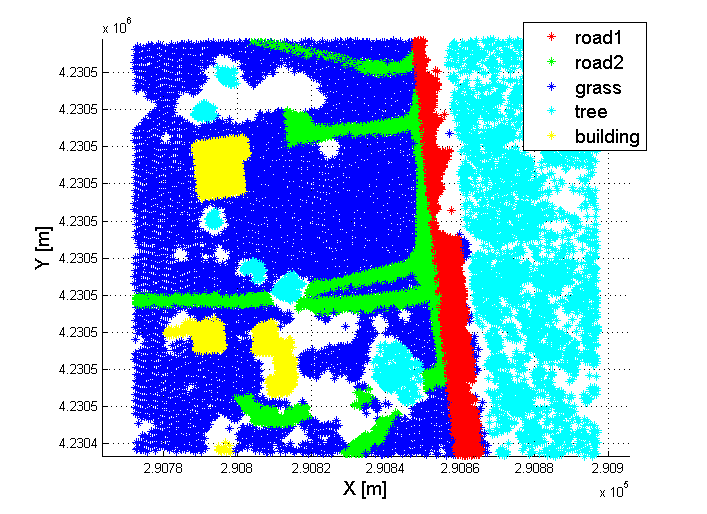 x 10^6
4.2305
4.2305
4.2305
4.2305
4.2305
4.2305
4.2305
4.2305
4.2305
4.2305
4.2304
Y [m]
2.9078 2.908 2.9082 2.9084 2.9086 2.9088 2.909
X [m]
x 10^5
road1
road2
grass
tree
building